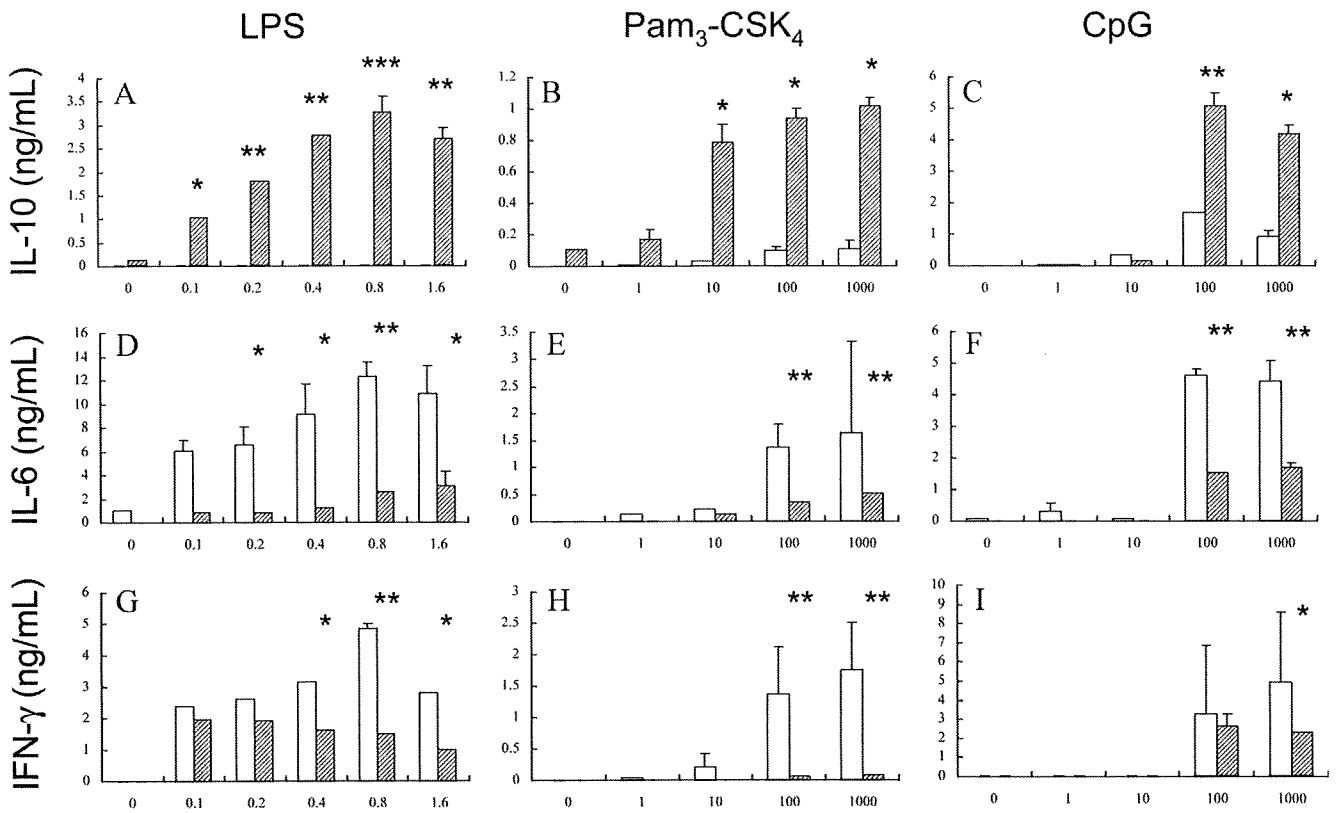 LPS Pam₃-CSK₄ CpG
IL-10 (ng/mL)
A
4
3.5
3
2.5
2
1.5
1
0.5
0
* ** ** *** **
0 0.1 0.2 0.4 0.8 1.6
B
1.2
1
0.8
0.6
0.4
0.2
0
* * *
0 1 10 100 1000
C
6
5
4
3
2
1
0
** *
0 1 10 100 1000
IL-6 (ng/mL)
D
16
14
12
10
8
6
4
2
0
* * ** *
0 0.1 0.2 0.4 0.8 1.6
E
3.5
3
2.5
2
1.5
1
0.5
0
** **
0 1 10 100 1000
F
6
5
4
3
2
1
0
** **
0 1 10 100 1000
IFN-γ (ng/mL)
G
6
5
4
3
2
1
0
* ** *
0 0.1 0.2 0.4 0.8 1.6
H
3
2.5
2
1.5
1
0.5
0
** **
0 1 10 100 1000
I
10
9
8
7
6
5
4
3
2
1
0
*
0 1 10 100 1000